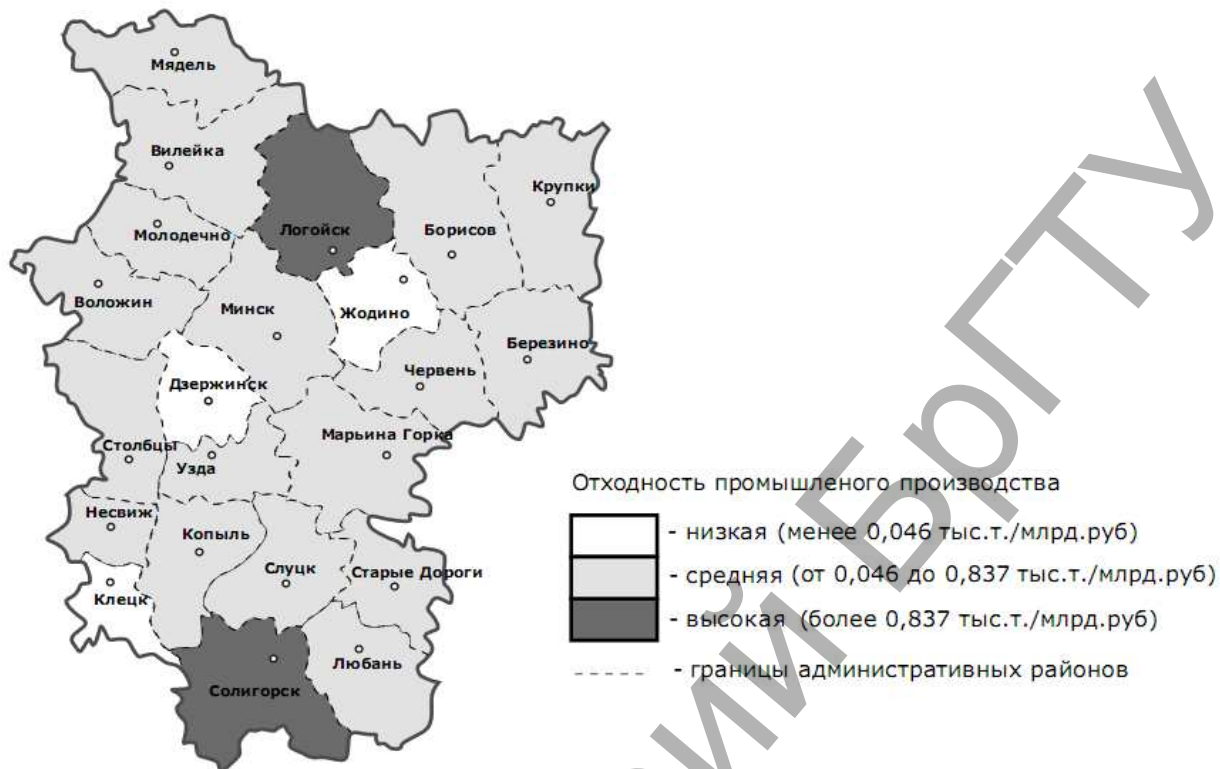 Мядель
Вилейка
Крупки
Логойск
Борисов
Молодечно
Воложин
Минск
Жодино
Березино
Червень
Дзержинск
Марьина Горка
Столбцы
Узда
Несвиж
Копыль
Слуцк
Старые Дороги
Клецк
Любань
Солигорск
Отходность промышленого производства
- низкая (менее 0,046 тыс.т./млрд.руб)
- средняя (от 0,046 до 0,837 тыс.т./млрд.руб)
- высокая (более 0,837 тыс.т./млрд.руб)
- границы административных районов
ий БрГТУ